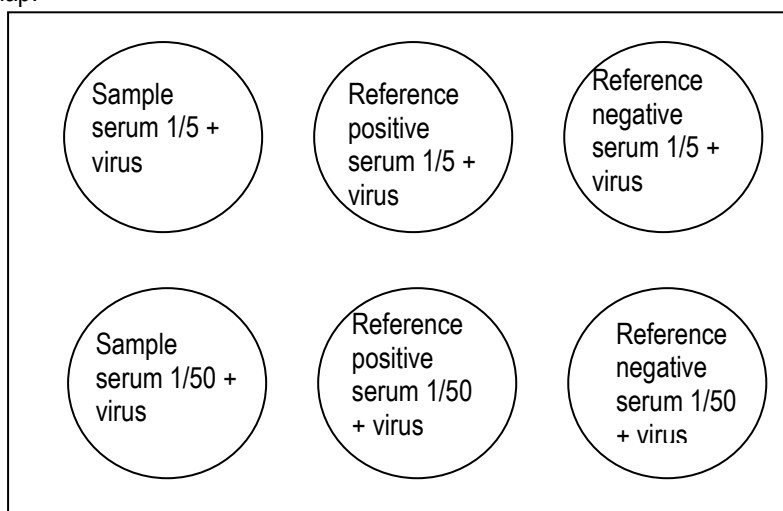 Sample
serum 1/5 +
virus
Reference
positive
serum 1/5 +
virus
Reference
negative
serum 1/5 +
virus
Sample
serum 1/50 +
virus
Reference
positive
serum 1/50
+ virus
Reference
negative
serum 1/50
+ virus